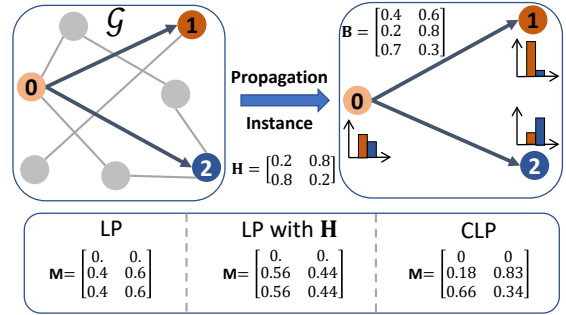 𝒢
1
0
2
Propagation
Instance
H = [0.2 0.8
0.8 0.2]
B = [0.4 0.6
0.2 0.8
0.7 0.3]
1
0
2
LP
M= [0. 0.
0.4 0.6
0.4 0.6]
LP with H
M= [0. 0.
0.56 0.44
0.56 0.44]
CLP
M= [0 0
0.18 0.83
0.66 0.34]